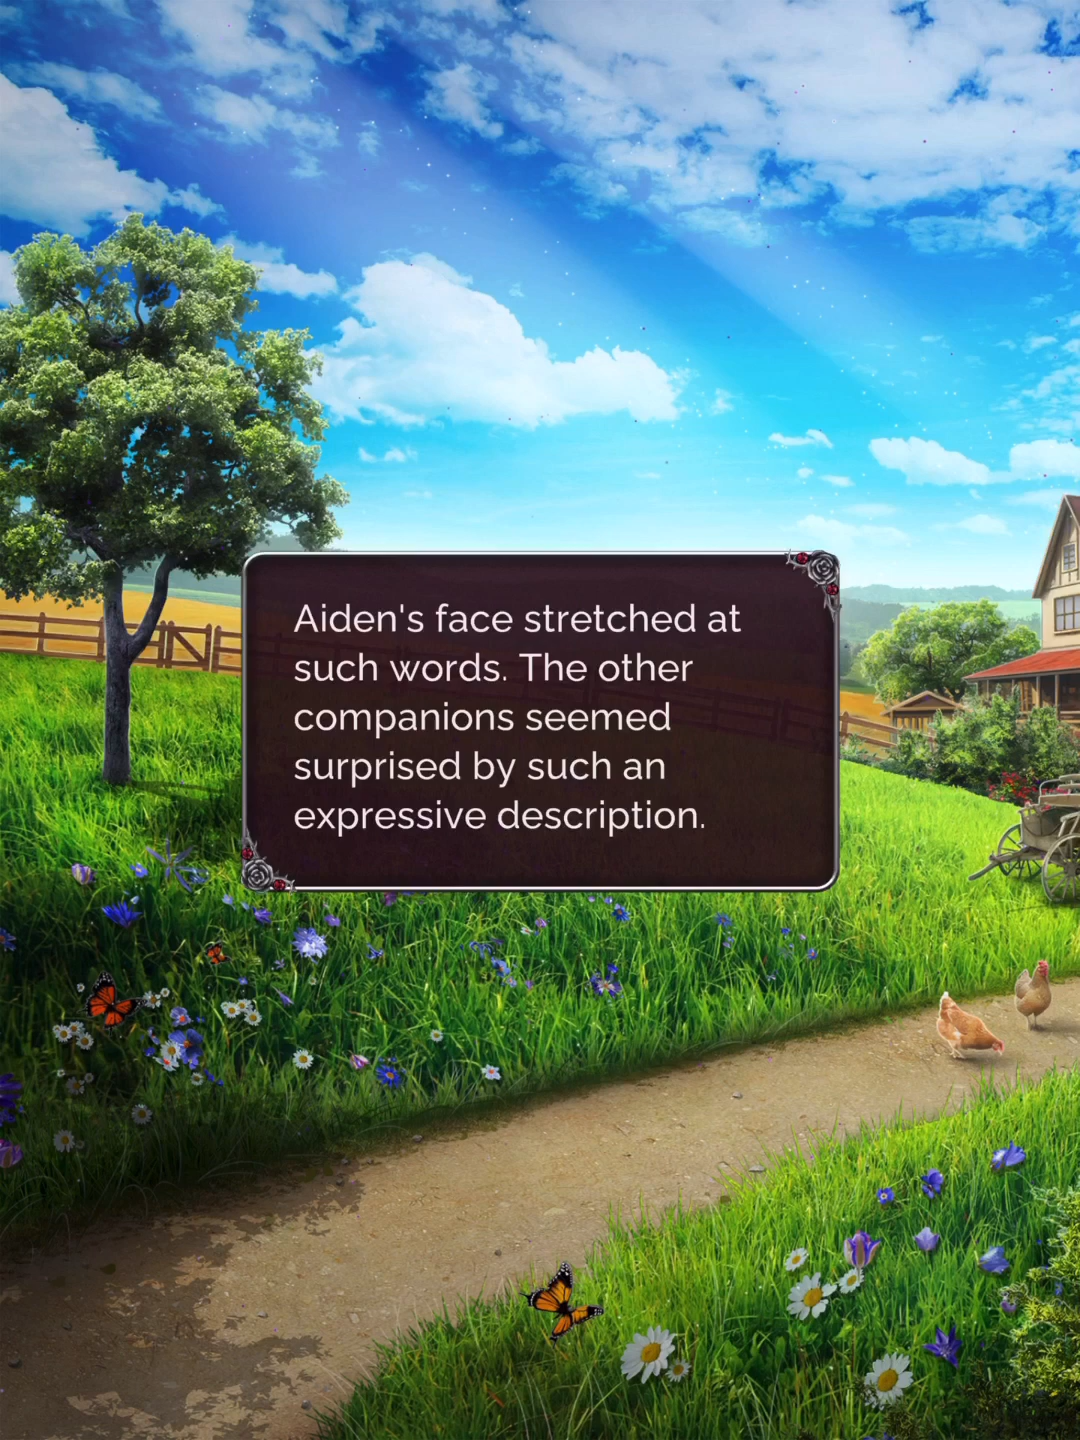 Aiden's face stretched at
such words. The other
companions seemed
surprised by such an
expressive description.